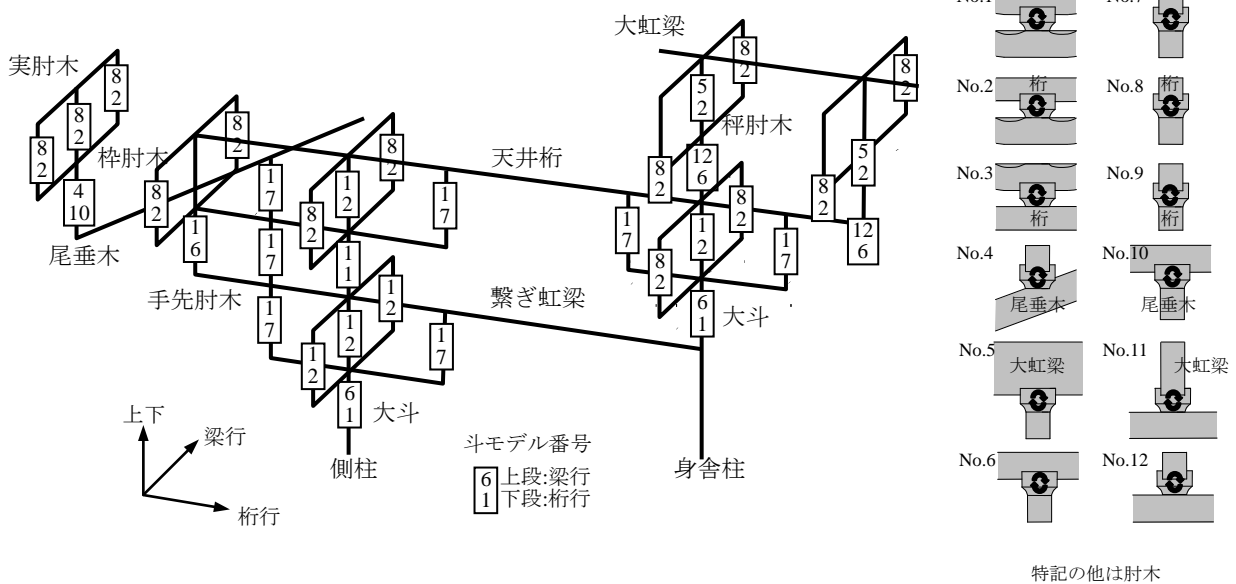 大虹梁
No.1
No.7
実肘木
8
2
8
2
8
2
枠肘木
4
10
尾垂木
8
2
8
2
1
6
手先肘木
1
7
1
7
1
7
8
2
1
2
8
2
1
1
1
7
天井桁
1
2
1
2
1
2
1
7
繋ぎ虹梁
6
1
大斗
側柱
8
2
5
2
秤肘木
8
2
12
6
8
2
5
2
8
2
12
6
1
7
8
2
1
2
8
2
1
7
6
1
大斗
身舎柱
上下
梁行
桁行
斗モデル番号
6 上段:梁行
1 下段:桁行
No.2 桁
No.8 桁
No.3 桁
No.9 桁
No.4 尾垂木
No.10 尾垂木
No.5 大虹梁
No.11 大虹梁
No.6
No.12
特記の他は肘木